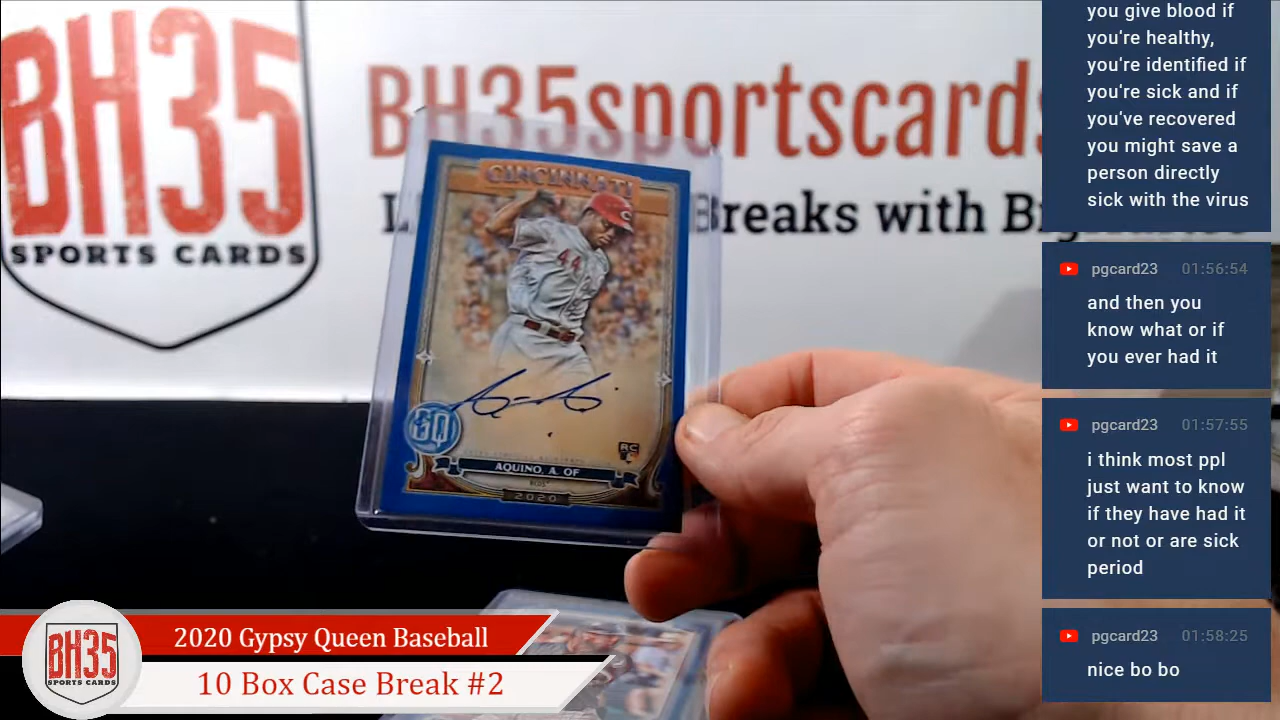 BH35
SPORTS CARDS
BH35sportscards
Breaks with
CINCINNATI
44
C
GQ
RC
AQUINO, A. OF
REDS
2020
2020 Gypsy Queen Baseball
10 Box Case Break #2
BH35
SPORTS CARDS
you give blood if
you're healthy,
you're identified if
you're sick and if
you've recovered
you might save a
person directly
sick with the virus
pgcard23 01:56:54
and then you
know what or if
you ever had it
pgcard23 01:57:55
i think most ppl
just want to know
if they have had it
or not or are sick
period
pgcard23 01:58:25
nice bo bo